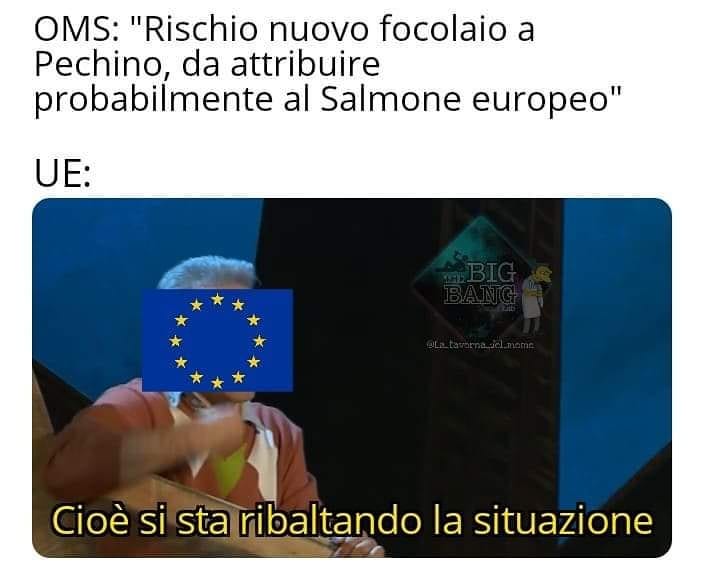 OMS: "Rischio nuovo focolaio a
Pechino, da attribuire
probabilmente al Salmone europeo"
UE:
BIG
BANG
@La_taverna_del_meme
Cioè si sta ribaltando la situazione